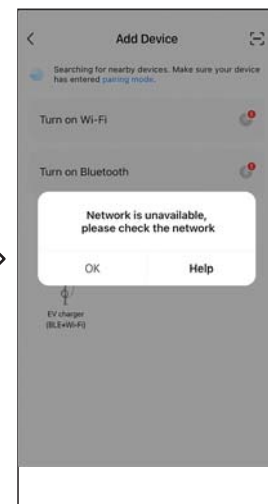 Add Device
Searching for nearby devices. Make sure your device
has entered pairing mode.
Turn on Wi-Fi
Turn on Bluetooth
Network is unavailable,
please check the network
OK Help
EV charger
(BLE+Wi-Fi)